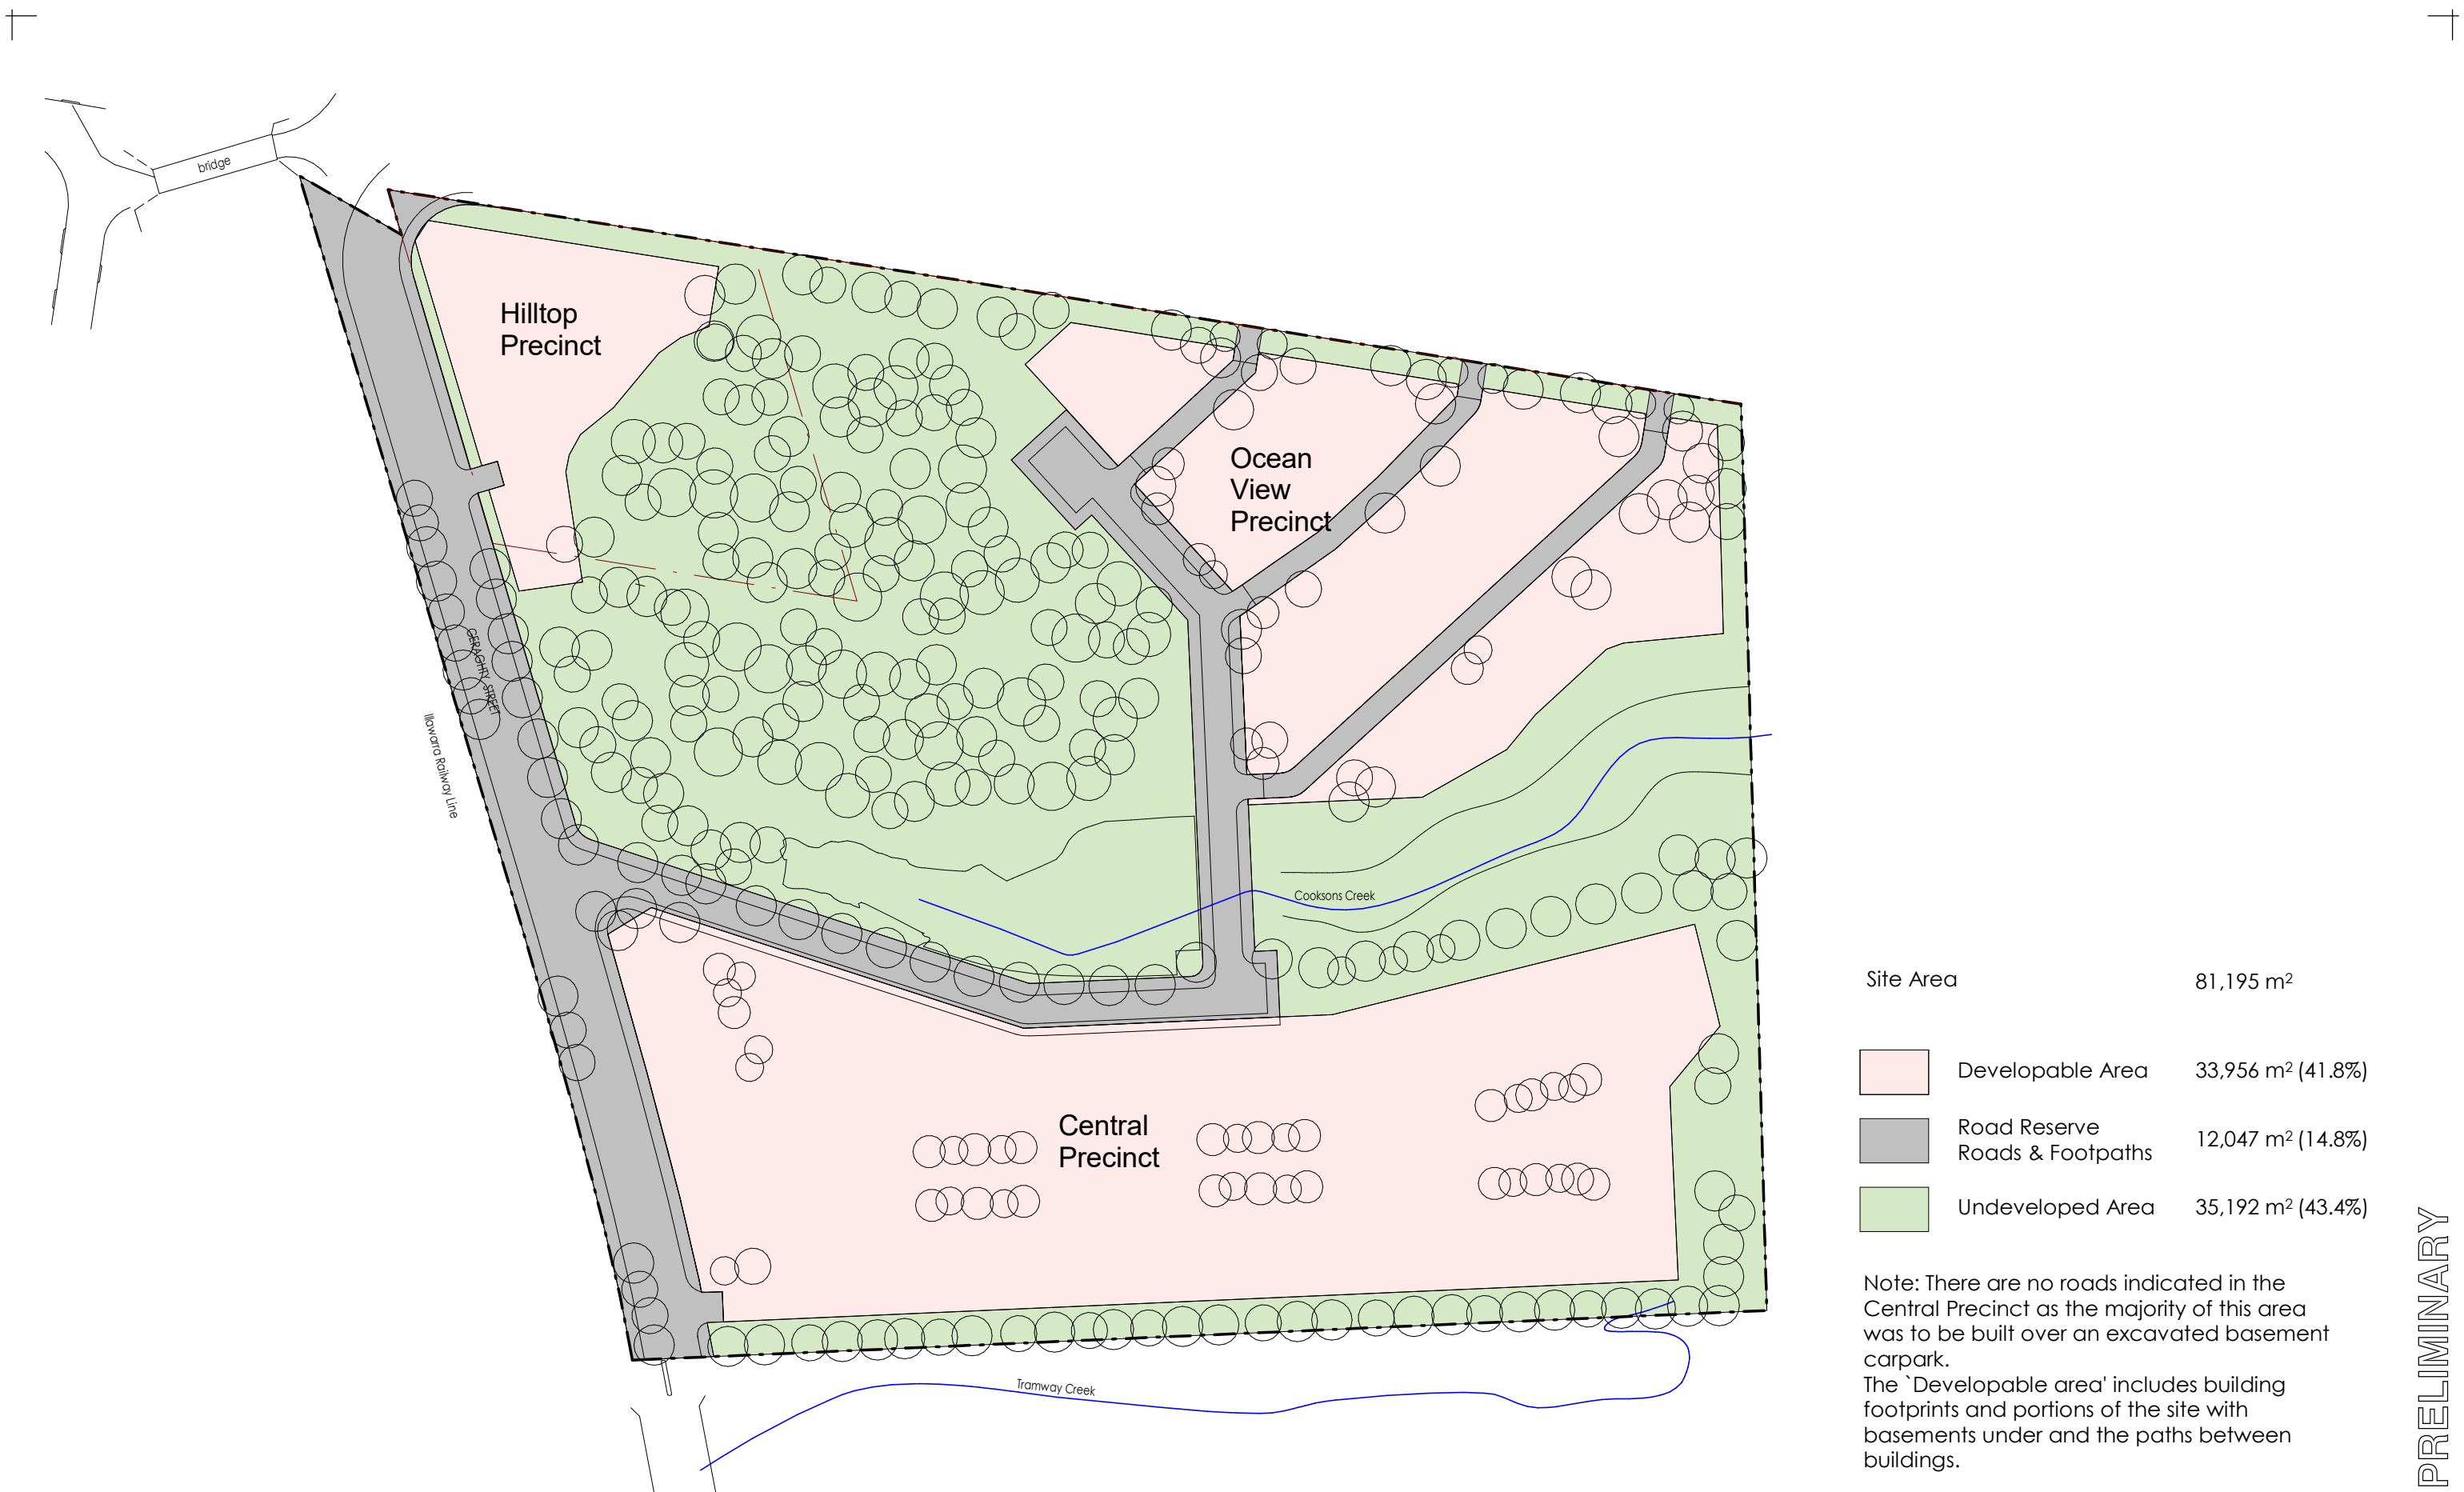 bridge
Hilltop
Precinct
Ocean
View
Precinct
GERAGHTY STREET
Illawarra Railway Line
Cooksons Creek
Central
Precinct
Tramway Creek
Site Area 81,195 m²
Developable Area 33,956 m² (41.8%)
Road Reserve
Roads & Footpaths 12,047 m² (14.8%)
Undeveloped Area 35,192 m² (43.4%)
Note: There are no roads indicated in the
Central Precinct as the majority of this area
was to be built over an excavated basement
carpark.
The `Developable area' includes building
footprints and portions of the site with
basements under and the paths between
buildings.
PRELIMINARY